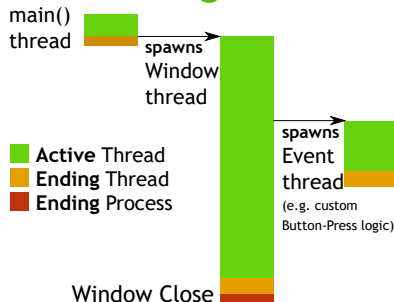 main()
thread
spawns
Window
thread
spawns
Event
thread
(e.g. custom
Button-Press logic)
Active Thread
Ending Thread
Ending Process
Window Close